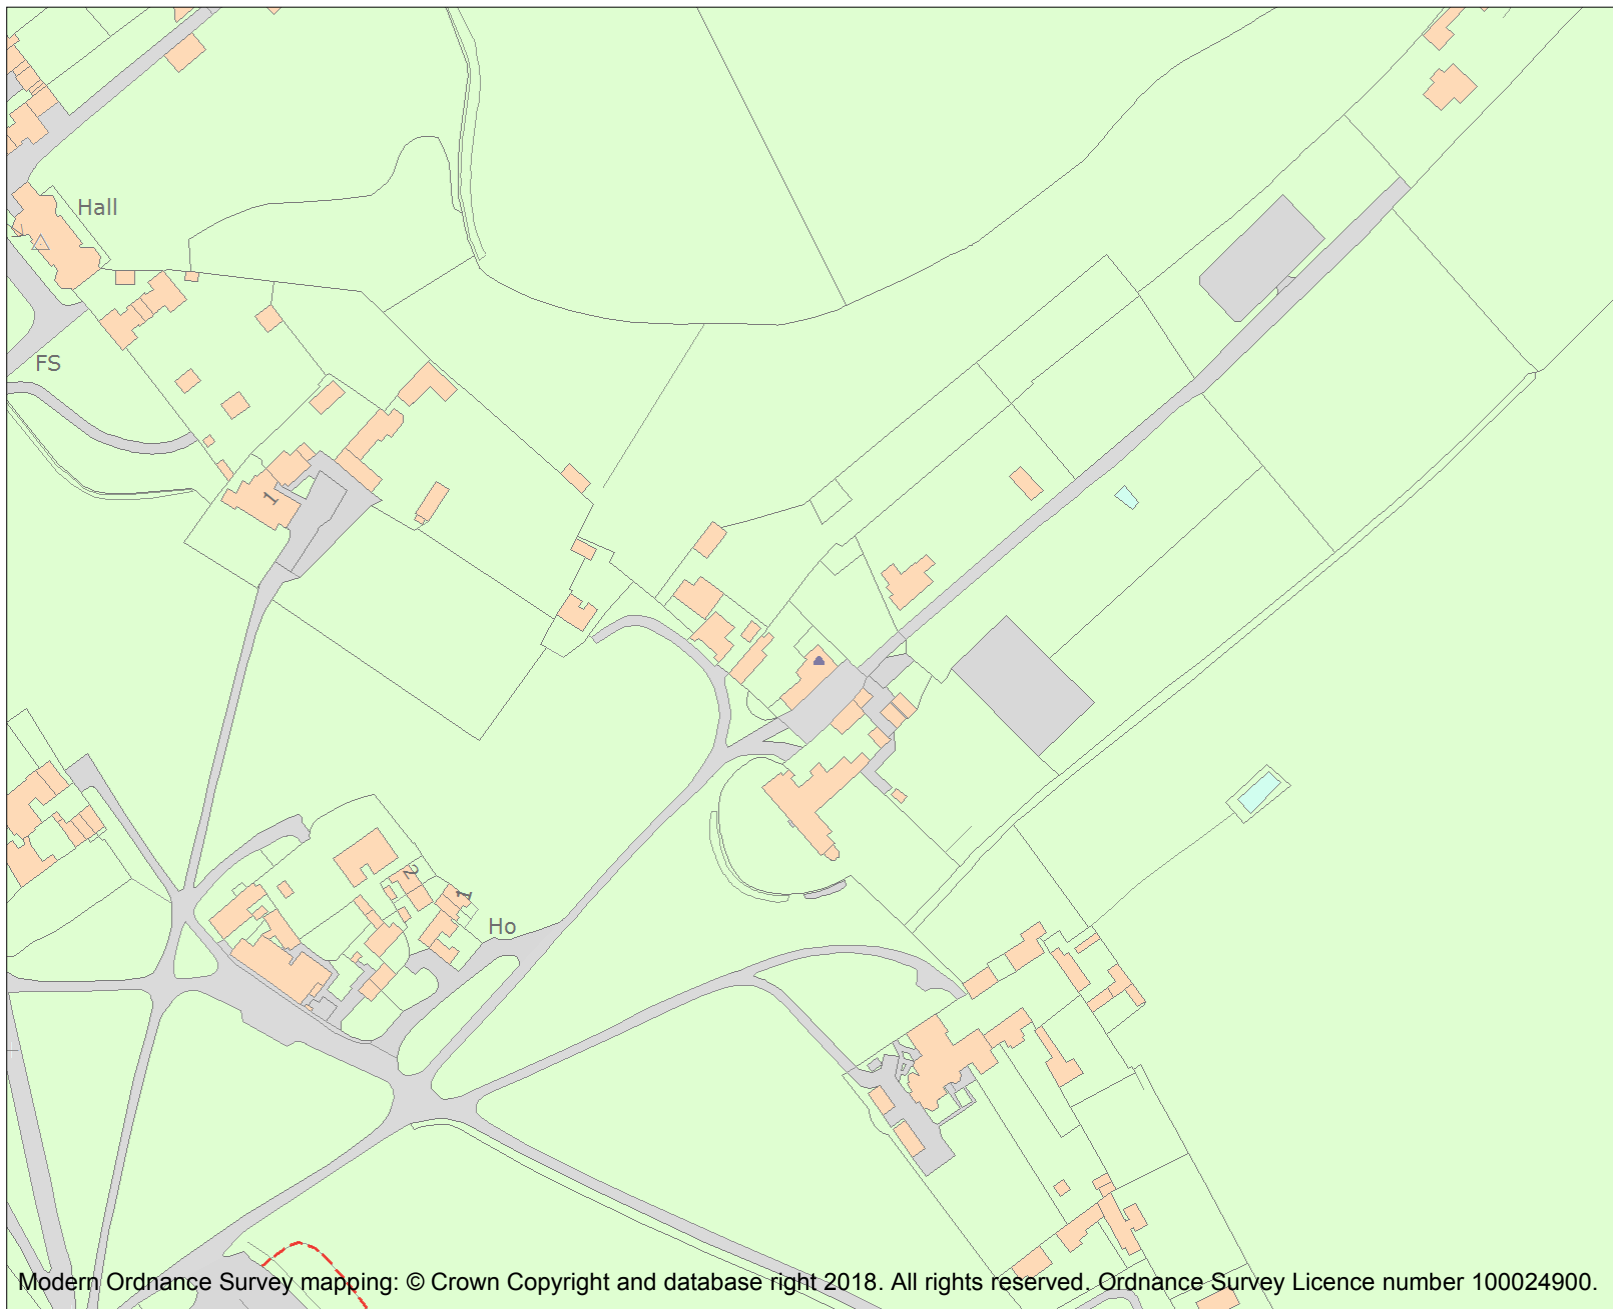 Hall
FS
1
2
1
Ho
Modern Ordnance Survey mapping: © Crown Copyright and database right 2018. All rights reserved. Ordnance Survey Licence number 100024900.